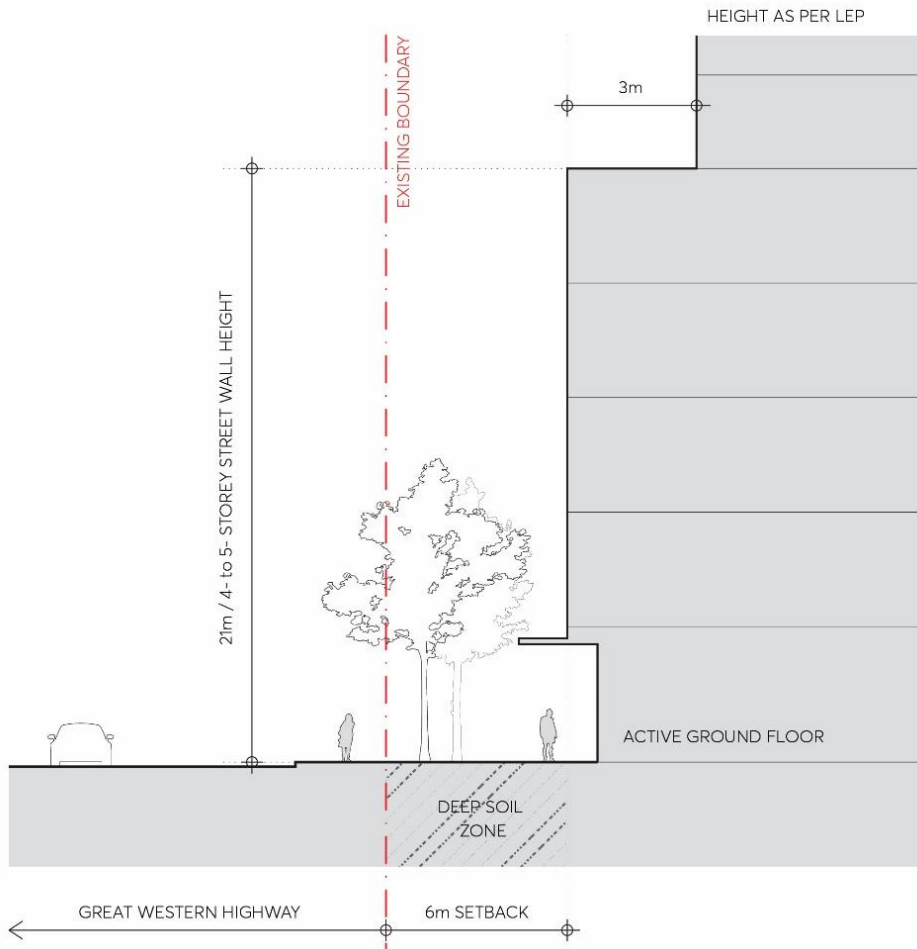 HEIGHT AS PER LEP
EXISTING BOUNDARY
3m
21m / 4- to 5- STOREY STREET WALL HEIGHT
ACTIVE GROUND FLOOR
DEEP SOIL
ZONE
GREAT WESTERN HIGHWAY
6m SETBACK